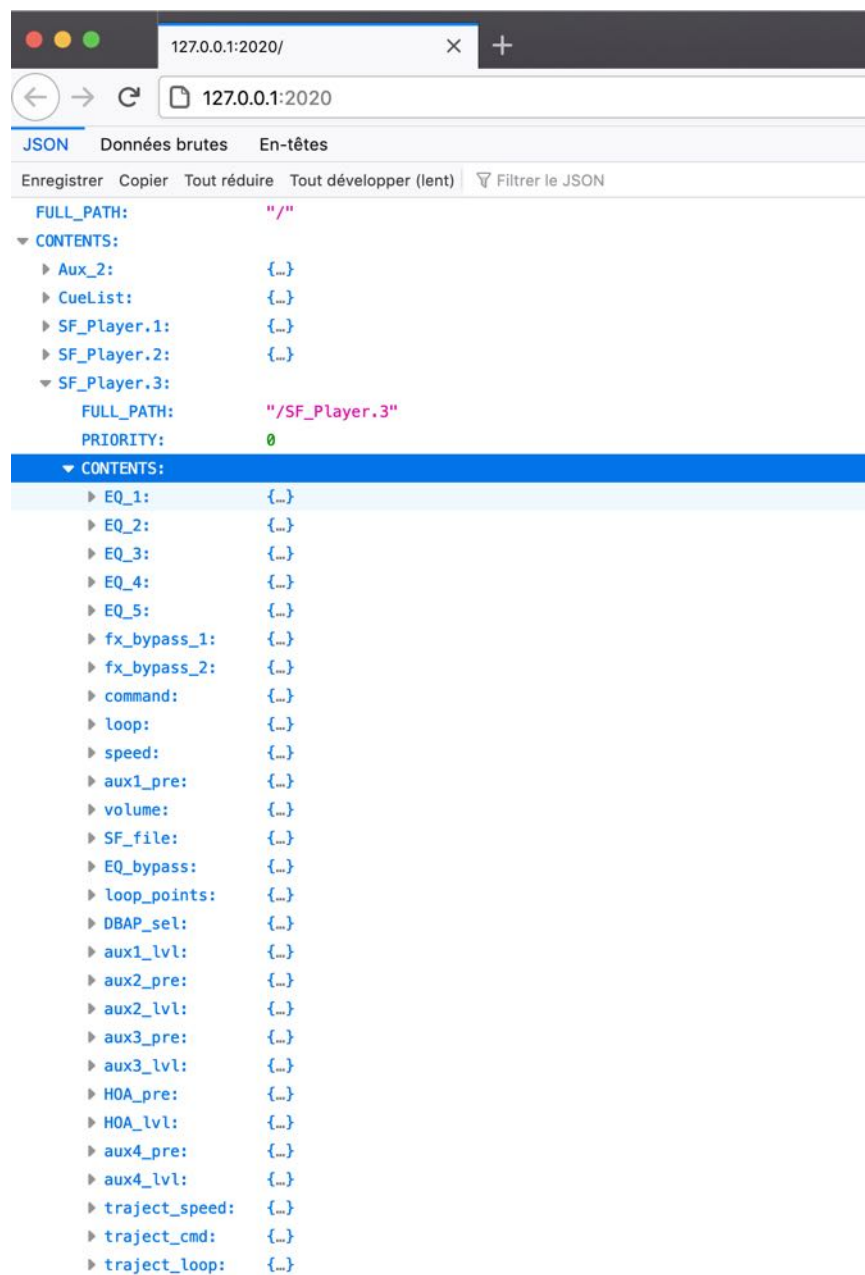 127.0.0.1:2020/
127.0.0.1:2020
JSON Données brutes En-têtes
Enregistrer Copier Tout réduire Tout développer (lent) Filtrer le JSON
FULL_PATH: "/"
CONTENTS:
Aux_2: {…}
CueList: {…}
SF_Player.1: {…}
SF_Player.2: {…}
SF_Player.3:
FULL_PATH: "/SF_Player.3"
PRIORITY: 0
CONTENTS:
EQ_1: {…}
EQ_2: {…}
EQ_3: {…}
EQ_4: {…}
EQ_5: {…}
fx_bypass_1: {…}
fx_bypass_2: {…}
command: {…}
loop: {…}
speed: {…}
aux1_pre: {…}
volume: {…}
SF_file: {…}
EQ_bypass: {…}
loop_points: {…}
DBAP_sel: {…}
aux1_lvl: {…}
aux2_pre: {…}
aux2_lvl: {…}
aux3_pre: {…}
aux3_lvl: {…}
HOA_pre: {…}
HOA_lvl: {…}
aux4_pre: {…}
aux4_lvl: {…}
traject_speed: {…}
traject_cmd: {…}
traject_loop: {…}